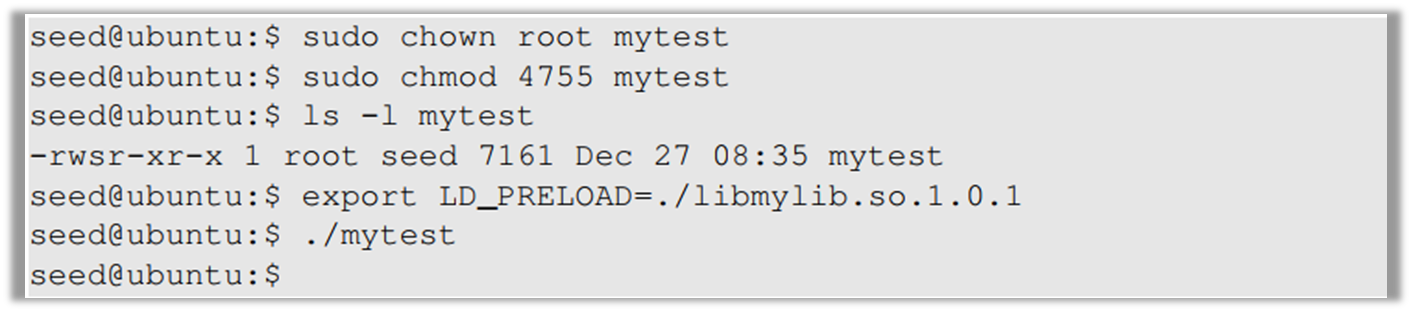 seed@ubuntu:$ sudo chown root mytest
seed@ubuntu:$ sudo chmod 4755 mytest
seed@ubuntu:$ ls -l mytest
-rwsr-xr-x 1 root seed 7161 Dec 27 08:35 mytest
seed@ubuntu:$ export LD_PRELOAD=./libmylib.so.1.0.1
seed@ubuntu:$ ./mytest
seed@ubuntu:$